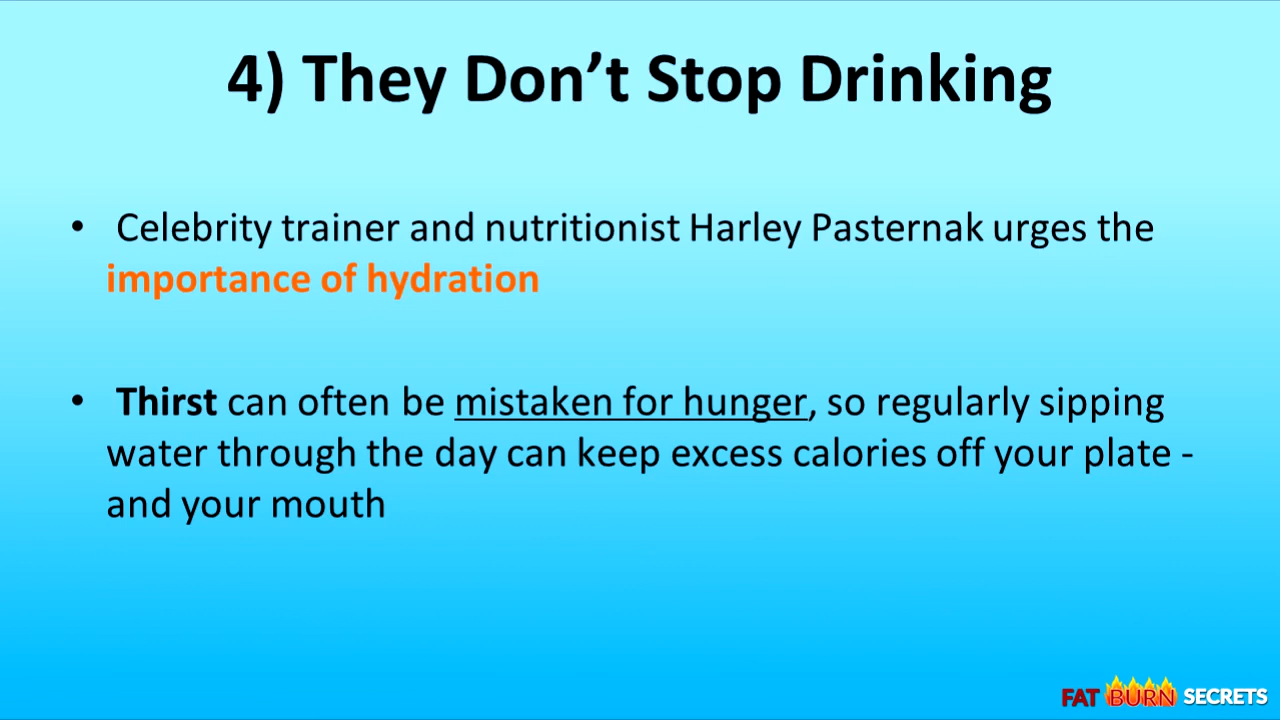 4) They Don’t Stop Drinking
• Celebrity trainer and nutritionist Harley Pasternak urges the
importance of hydration
• Thirst can often be mistaken for hunger, so regularly sipping
water through the day can keep excess calories off your plate -
and your mouth
FAT BURN SECRETS